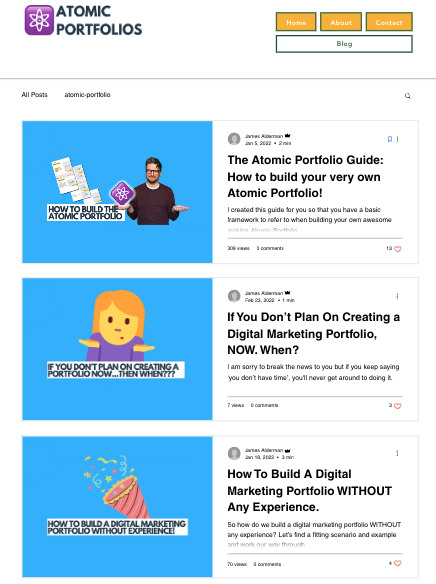 ATOMIC
PORTFOLIOS
Home About Contact
Blog
All Posts atomic-portfolio
HOW TO BUILD THE
ATOMIC PORTFOLIO
James Alderman
Jan 5, 2022 • 2 min
The Atomic Portfolio Guide:
How to build your very own
Atomic Portfolio!
I created this guide for you so that you have a basic
framework to refer to when building your own awesome
looking Atomic Portfolio.
309 views 0 comments
13
IF YOU DON'T PLAN ON CREATING A
PORTFOLIO NOW...THEN WHEN???
James Alderman
Feb 23, 2022 • 1 min
If You Don't Plan On Creating a
Digital Marketing Portfolio,
NOW. When?
I am sorry to break the news to you but if you keep saying
'you don't have time', you'll never get around to doing it.
7 views 0 comments
3
HOW TO BUILD A DIGITAL MARKETING
PORTFOLIO WITHOUT EXPERIENCE!
James Alderman
Jan 18, 2022 • 3 min
How To Build A Digital
Marketing Portfolio WITHOUT
Any Experience.
So how do we build a digital marketing portfolio WITHOUT
any experience? Let's find a fitting scenario and example
and work our way through.
70 views 0 comments
4